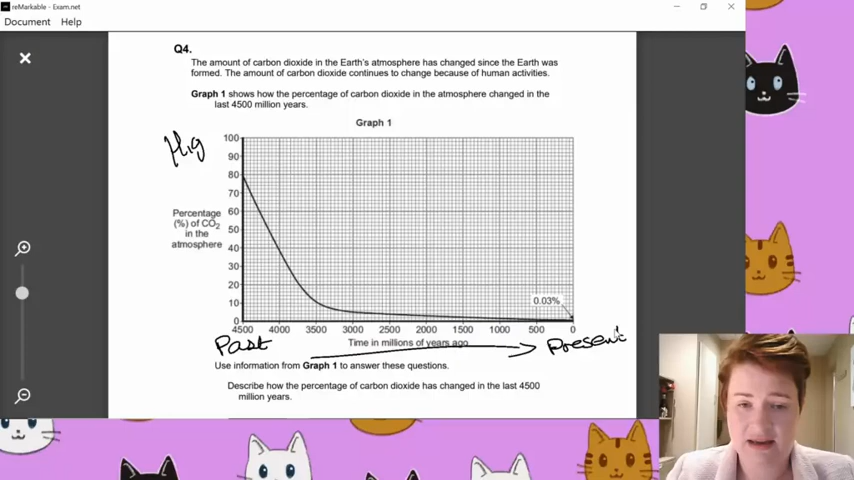 reMarkable - Exam.net
Document Help
Q4.
The amount of carbon dioxide in the Earth's atmosphere has changed since the Earth was
formed. The amount of carbon dioxide continues to change because of human activities.
Graph 1 shows how the percentage of carbon dioxide in the atmosphere changed in the
last 4500 million years.
Graph 1
Hig
100
90
80
70
60
50
40
30
20
10
0
Percentage
(%) of CO2
in the
atmosphere
0.03%
4500 4000 3500 3000 2500 2000 1500 1000 500 0
Time in millions of years ago
Past
Present
Use information from Graph 1 to answer these questions.
Describe how the percentage of carbon dioxide has changed in the last 4500
million years.